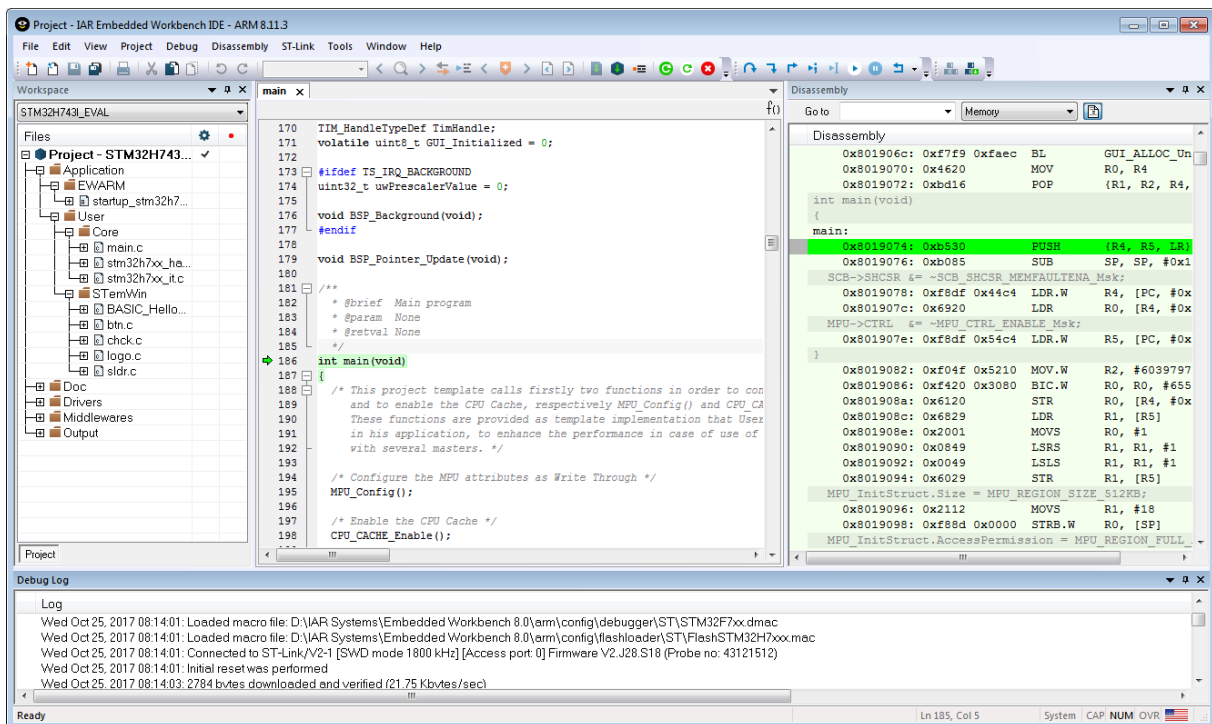 Project - IAR Embedded Workbench IDE - ARM 8.11.3
File Edit View Project Debug Disassembly ST-Link Tools Window Help
Workspace
STM32H743I_EVAL
Files
Project - STM32H743...
Application
EWARM
startup_stm32h7...
User
Core
main.c
stm32h7xx_ha...
stm32h7xx_it.c
STemWin
BASIC_Hello...
btn.c
chck.c
logo.c
sldr.c
Doc
Drivers
Middlewares
Output
Project
main x
f()
170 TIM_HandleTypeDef TimHandle;
171 volatile uint8_t GUI_Initialized = 0;
172
173 #ifdef TS_IRQ_BACKGROUND
174 uint32_t uwPrescalerValue = 0;
175
176 void BSP_Background(void);
177 #endif
178
179 void BSP_Pointer_Update(void);
180
181 /**
182 * @brief Main program
183 * @param None
184 * @retval None
185 */
186 int main(void)
187 {
188 /* This project template calls firstly two functions in order to con
189 and to enable the CPU Cache, respectively MPU_Config() and CPU_CA
190 These functions are provided as template implementation that User
191 in his application, to enhance the performance in case of use of
192 with several masters. */
193
194 /* Configure the MPU attributes as Write Through */
195 MPU_Config();
196
197 /* Enable the CPU Cache */
198 CPU_CACHE_Enable();
Disassembly
Go to Memory
Disassembly
0x801906c: 0xf7f9 0xfaec BL GUI_ALLOC_Un
0x8019070: 0x4620 MOV R0, R4
0x8019072: 0xbd16 POP {R1, R2, R4,
int main(void)
{
main:
0x8019074: 0xb530 PUSH {R4, R5, LR}
0x8019076: 0xb085 SUB SP, SP, #0x1
SCB->SHCSR &= ~SCB_SHCSR_MEMFAULTENA_Msk;
0x8019078: 0xf8df 0x44c4 LDR.W R4, [PC, #0x
0x801907c: 0x6920 LDR R0, [R4, #0x
MPU->CTRL &= ~MPU_CTRL_ENABLE_Msk;
0x801907e: 0xf8df 0x54c4 LDR.W R5, [PC, #0x
}
0x8019082: 0xf04f 0x5210 MOV.W R2, #6039797
0x8019086: 0xf420 0x3080 BIC.W R0, R0, #655
0x801908a: 0x6120 STR R0, [R4, #0x
0x801908c: 0x6829 LDR R1, [R5]
0x801908e: 0x2001 MOVS R0, #1
0x8019090: 0x0849 LSRS R1, R1, #1
0x8019092: 0x0049 LSLS R1, R1, #1
0x8019094: 0x6029 STR R1, [R5]
MPU_InitStruct.Size = MPU_REGION_SIZE_512KB;
0x8019096: 0x2112 MOVS R1, #18
0x8019098: 0xf88d 0x0000 STRB.W R0, [SP]
MPU_InitStruct.AccessPermission = MPU_REGION_FULL_
Debug Log
Log
Wed Oct 25, 2017 08:14:01: Loaded macro file: D:\IAR Systems\Embedded Workbench 8.0\arm\config\debugger\ST\STM32F7xx.dmac
Wed Oct 25, 2017 08:14:01: Loaded macro file: D:\IAR Systems\Embedded Workbench 8.0\arm\config\flashloader\ST\FlashSTM32H7xxx.mac
Wed Oct 25, 2017 08:14:01: Connected to ST-Link/V2-1 [SWD mode 1800 kHz] [Access port: 0] Firmware V2.J28.S18 (Probe no: 43121512)
Wed Oct 25, 2017 08:14:01: Initial reset was performed
Wed Oct 25, 2017 08:14:03: 2784 bytes downloaded and verified (21.75 Kbytes/sec)
Ready Ln 185, Col 5 System CAP NUM OVR